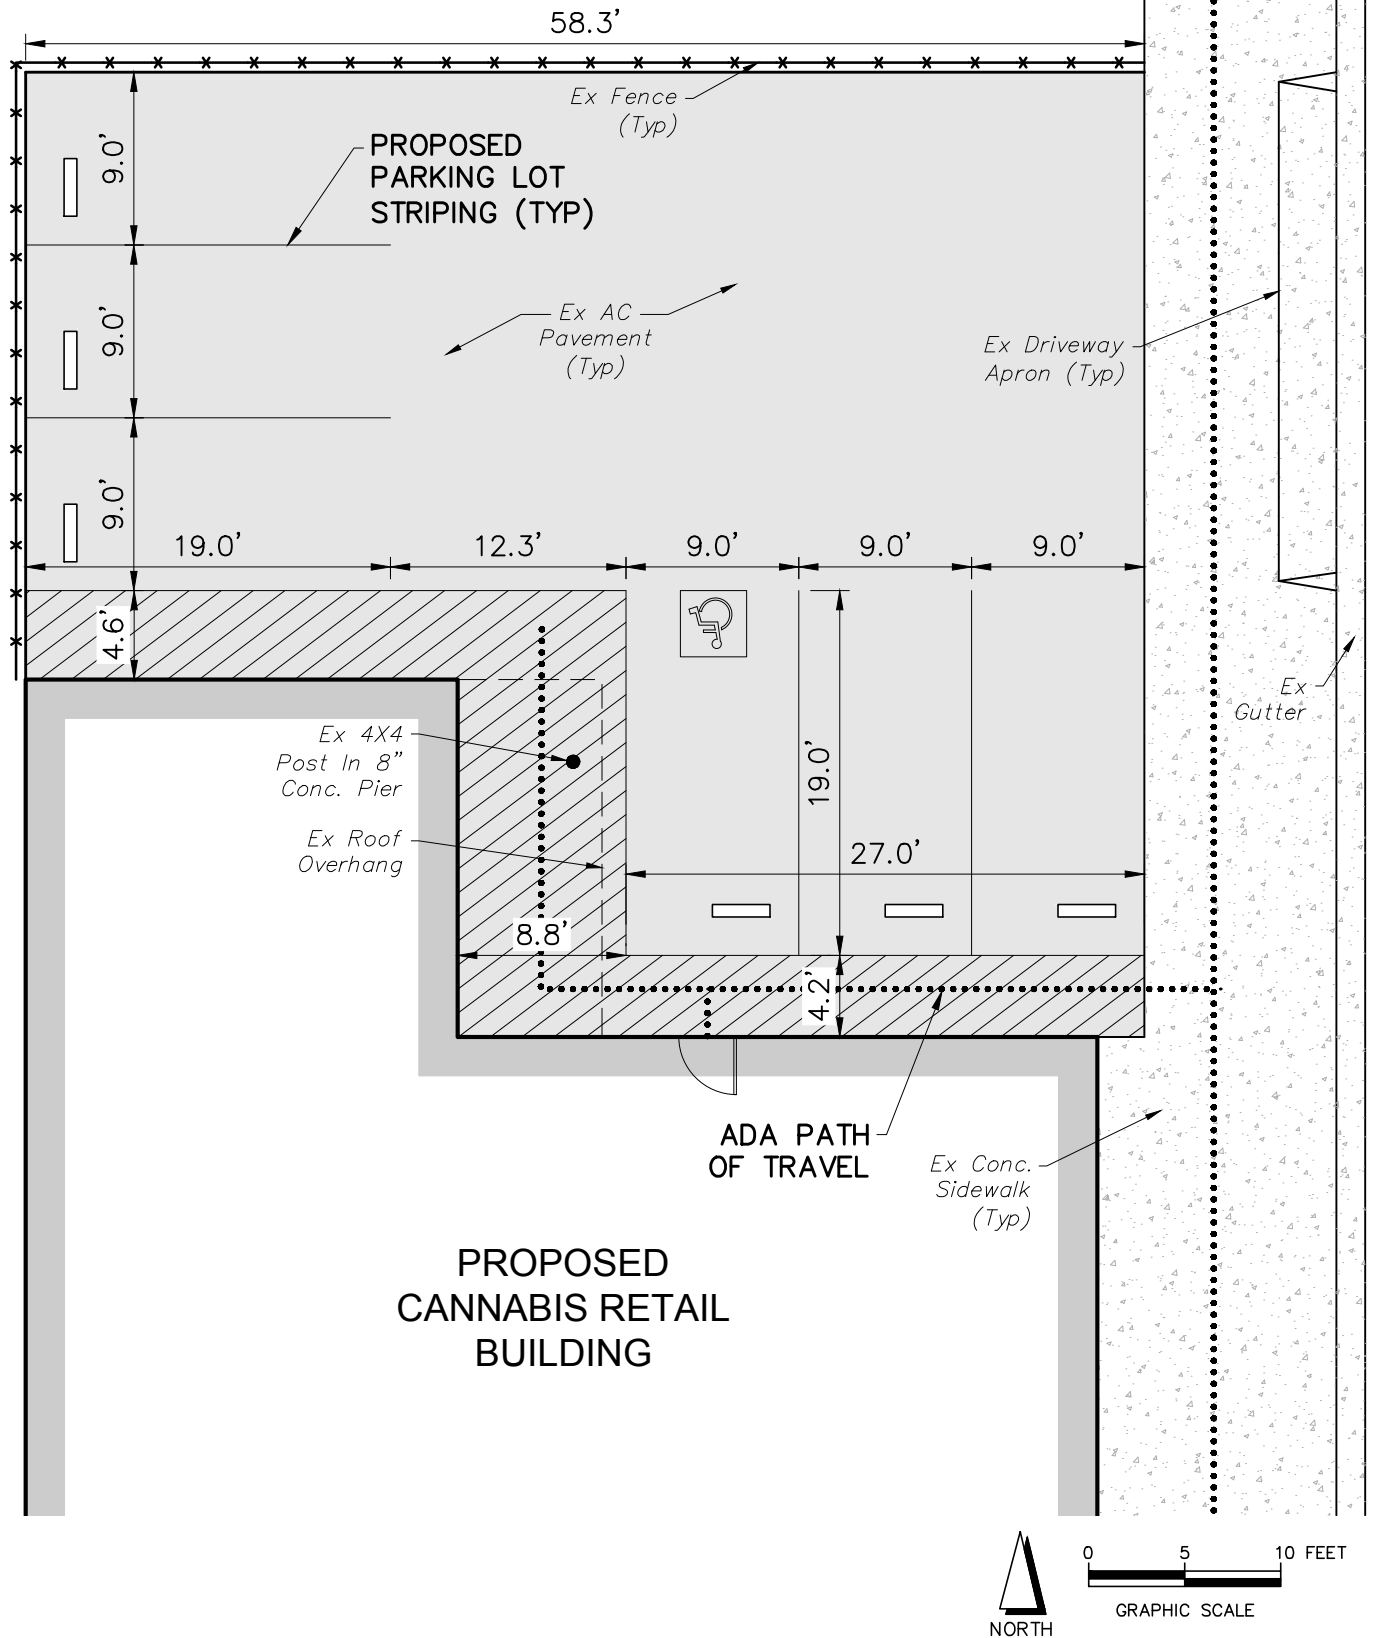 58.3'
Ex Fence
(Typ)
9.0'
PROPOSED
PARKING LOT
STRIPING (TYP)
9.0'
Ex AC
Pavement
(Typ)
Ex Driveway
Apron (Typ)
9.0'
19.0'
12.3'
9.0'
9.0'
9.0'
4.6'
Ex
Gutter
Ex 4X4
Post In 8”
Conc. Pier
19.0'
Ex Roof
Overhang
27.0'
8.8'
4.2'
ADA PATH
OF TRAVEL
Ex Conc.
Sidewalk
(Typ)
PROPOSED
CANNABIS RETAIL
BUILDING
NORTH
0 5 10 FEET
GRAPHIC SCALE